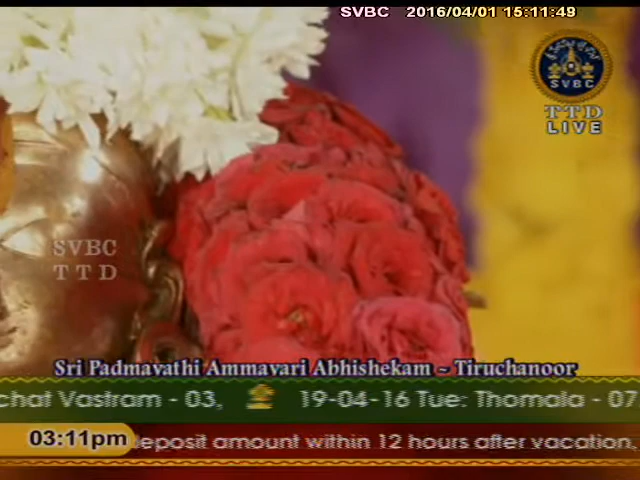 SVBC 2016/04/01 15:11:49
SVBC
TTD
LIVE
SVBC
TTD
Sri Padmavathi Ammavari Abhishekam ~ Tiruchanoor
chat Vastram - 03, 19-04-16 Tue: Thomala - 07
03:11pm deposit amount within 12 hours after vacation.